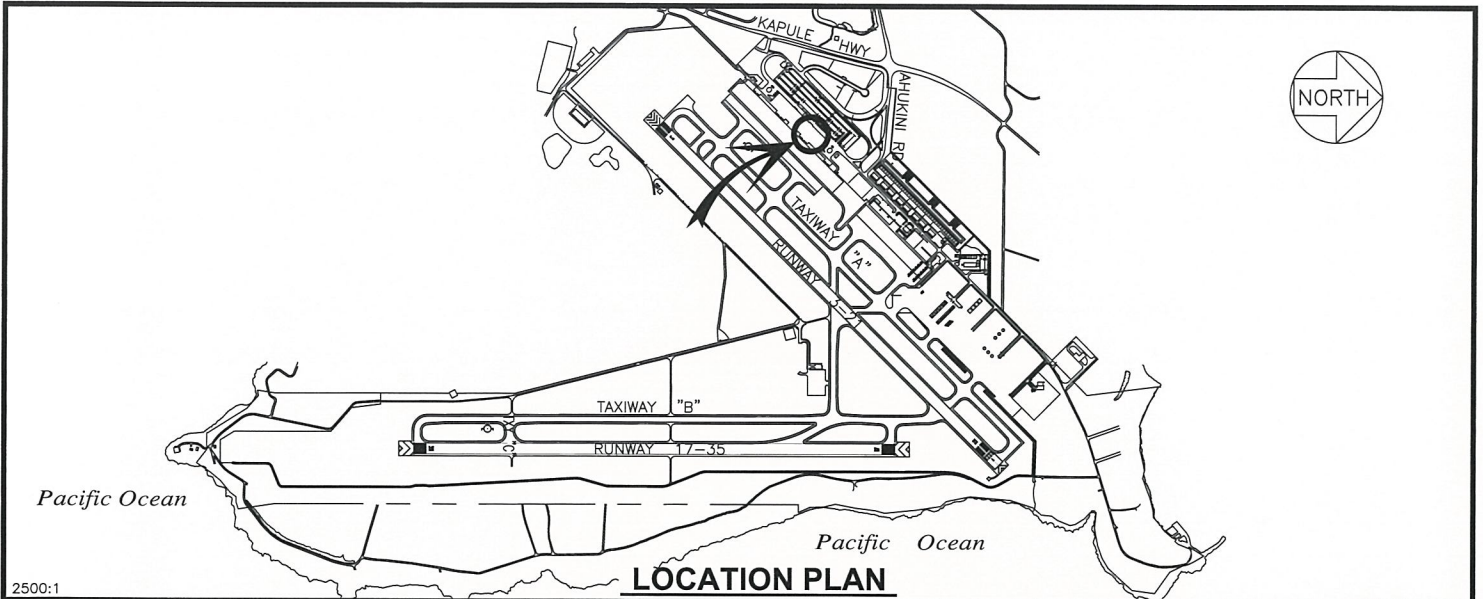 KAPULE HWY
AHUKINI RD
NORTH
TAXIWAY
"A"
RUNWAY
TAXIWAY "B"
"C"
RUNWAY 17-35
Pacific Ocean
Pacific Ocean
LOCATION PLAN
2500:1